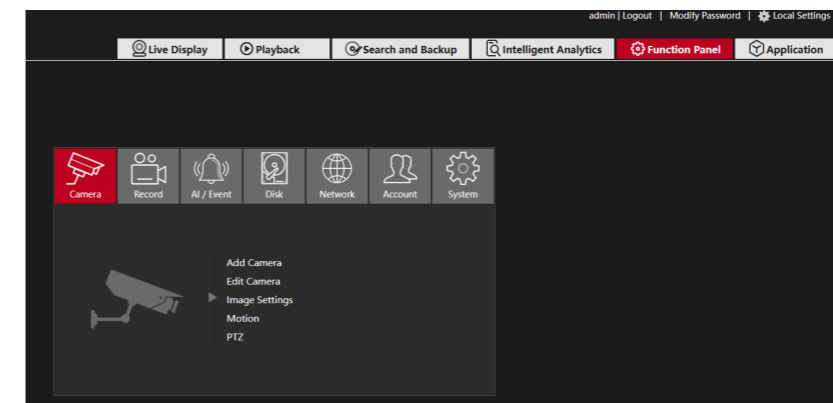 admin | Logout | Modify Password | Local Settings
Live Display Playback Search and Backup Intelligent Analytics Function Panel Application
Camera Record AI / Event Disk Network Account System
Add Camera
Edit Camera
Image Settings
Motion
PTZ